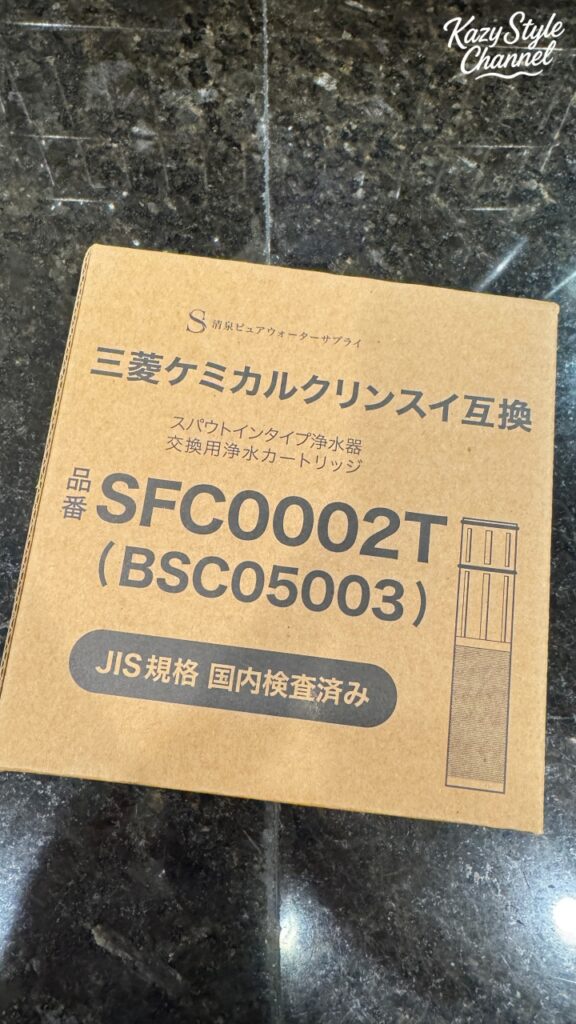 Kazy Style
Channel
S 清泉ピュアウォーターサプライ
三菱ケミカルクリンスイ互換
スパウトインタイプ浄水器
交換用浄水カートリッジ
品番 SFC0002T
(BSC05003)
JIS規格 国内検査済み